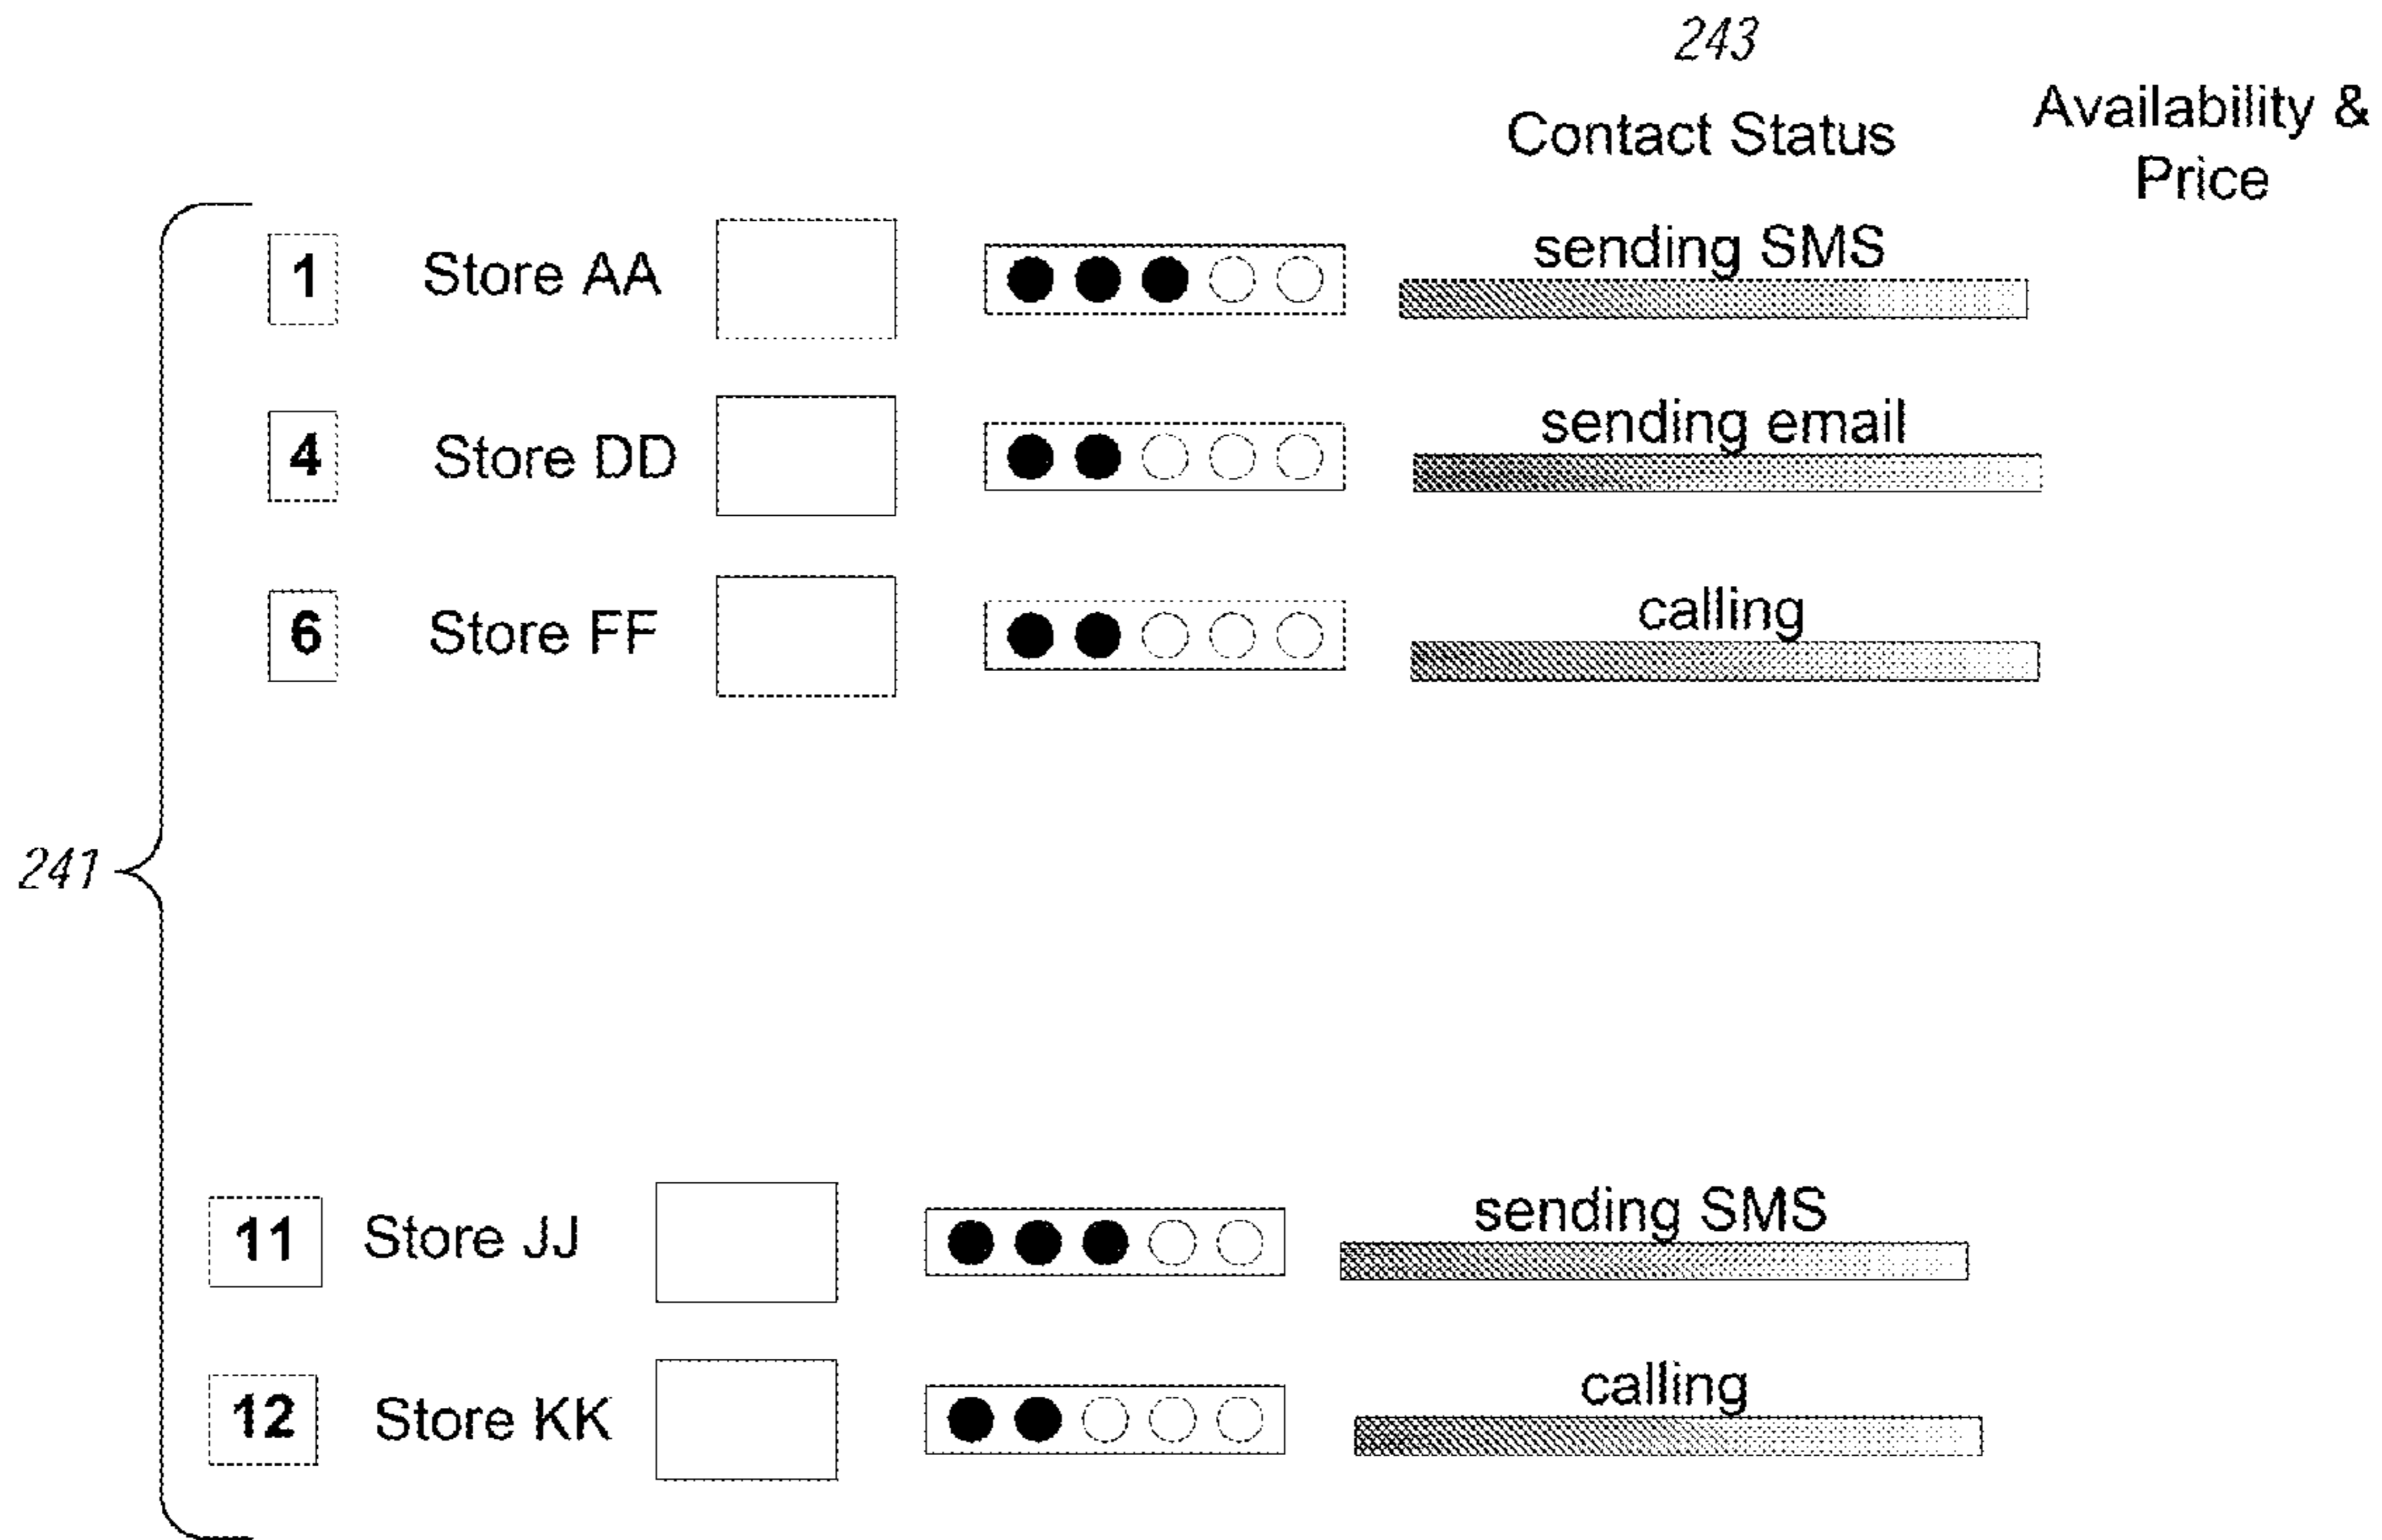 243
Contact Status
Availability &
Price
1 Store AA sending SMS
4 Store DD sending email
6 Store FF calling
241
11 Store JJ sending SMS
12 Store KK calling